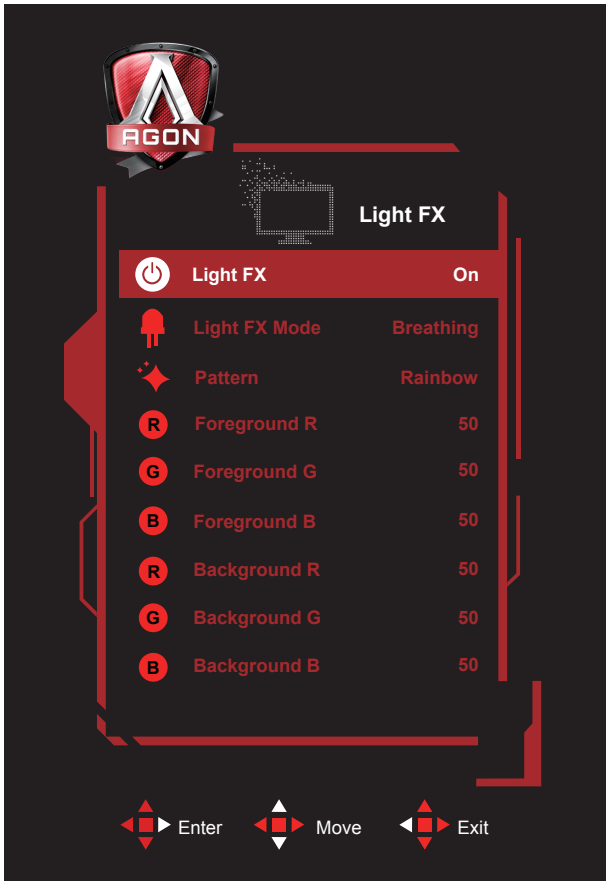 AGON
Light FX
Light FX On
Light FX Mode Breathing
Pattern Rainbow
R Foreground R 50
G Foreground G 50
B Foreground B 50
R Background R 50
G Background G 50
B Background B 50
Enter Move Exit